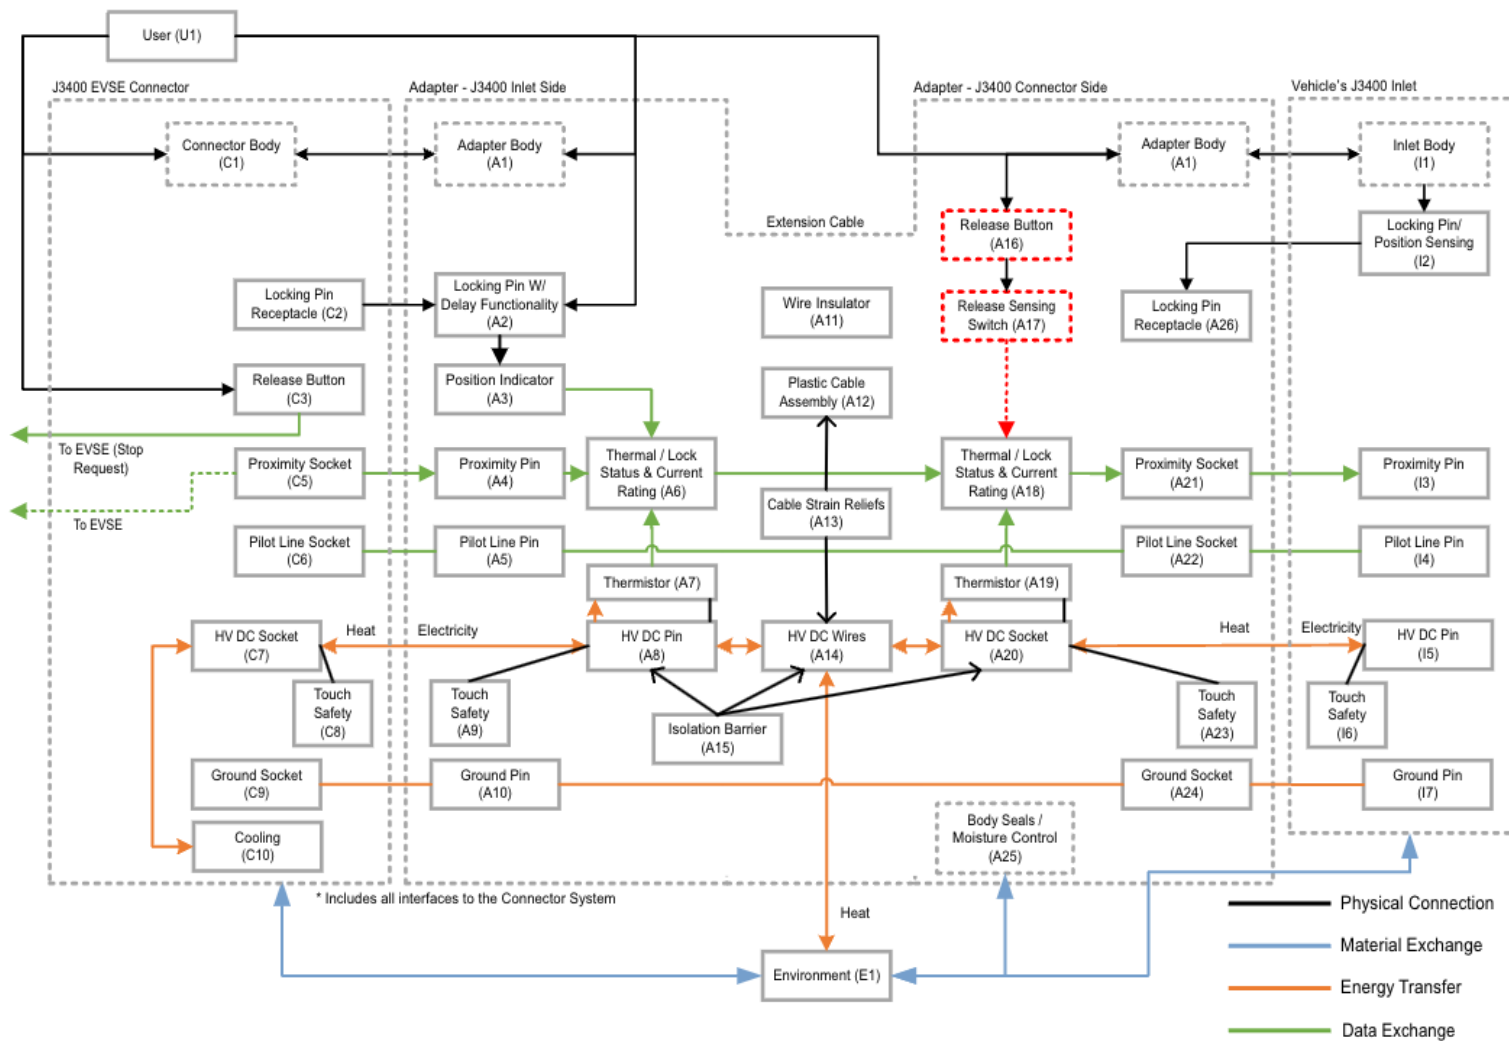 User (U1)
J3400 EVSE Connector
Adapter - J3400 Inlet Side
Adapter - J3400 Connector Side
Vehicle's J3400 Inlet
Connector Body
(C1)
Adapter Body
(A1)
Adapter Body
(A1)
Inlet Body
(I1)
Extension Cable
Release Button
(A16)
Locking Pin/
Position Sensing
(I2)
Locking Pin
Receptacle (C2)
Locking Pin W/
Delay Functionality
(A2)
Wire Insulator
(A11)
Release Sensing
Switch (A17)
Locking Pin
Receptacle (A26)
Release Button
(C3)
Position Indicator
(A3)
Plastic Cable
Assembly (A12)
To EVSE (Stop
Request)
Proximity Socket
(C5)
Proximity Pin
(A4)
Thermal / Lock
Status & Current
Rating (A6)
Thermal / Lock
Status & Current
Rating (A18)
Proximity Socket
(A21)
Proximity Pin
(I3)
To EVSE
Cable Strain Reliefs
(A13)
Pilot Line Socket
(C6)
Pilot Line Pin
(A5)
Pilot Line Socket
(A22)
Pilot Line Pin
(I4)
Thermistor (A7)
Thermistor (A19)
HV DC Socket
(C7)
Heat
Electricity
HV DC Pin
(A8)
HV DC Wires
(A14)
HV DC Socket
(A20)
Heat
Electricity
HV DC Pin
(I5)
Touch
Safety
(C8)
Touch
Safety
(A9)
Isolation Barrier
(A15)
Touch
Safety
(A23)
Touch
Safety
(I6)
Ground Socket
(C9)
Ground Pin
(A10)
Ground Socket
(A24)
Ground Pin
(I7)
Cooling
(C10)
Body Seals /
Moisture Control
(A25)
* Includes all interfaces to the Connector System
Heat
Environment (E1)
Physical Connection
Material Exchange
Energy Transfer
Data Exchange